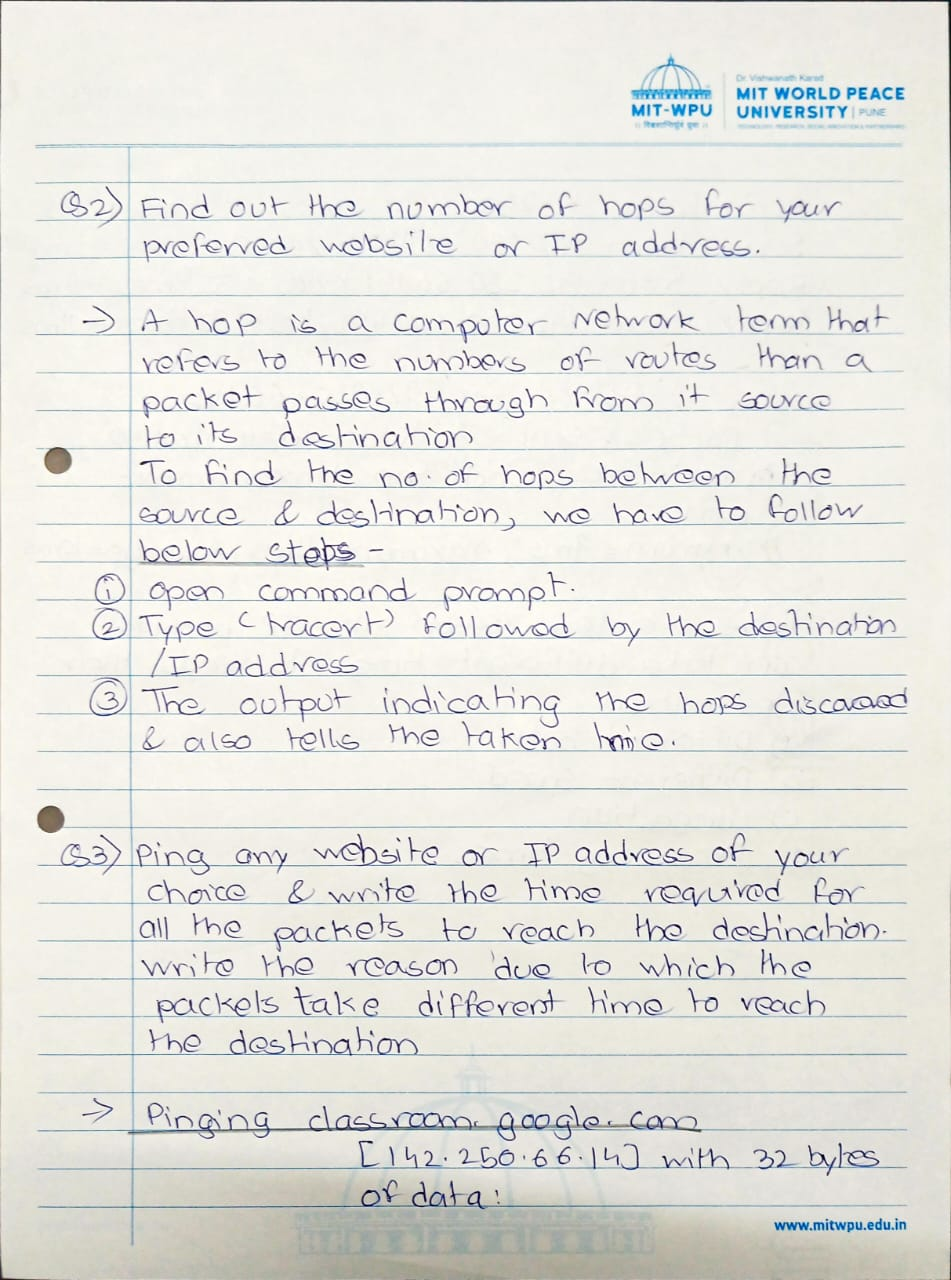 Dr. Vishwanath Karad
MIT WORLD PEACE
UNIVERSITY | PUNE
MIT-WPU
Q2) Find out the number of hops for your
preferred website or IP address.
→ A hop is a computer Network term that
refers to the numbers of routes than a
packet passes through from it source
to its destination
To find the no. of hops between the
source & destination, we have to follow
below steps -
① open command prompt.
② Type (tracert) followed by the destination
/IP address
③ The output indicating the hops
& also tells the taken
Q3) Ping any website or IP address of your
choice & write the time required for
all the packets to reach the destination.
write the reason due to which the
packets take different time to reach
the destination
→ Pinging classroom.google.com
[142.250.66.14] with 32 bytes
of data:
www.mitwpu.edu.in